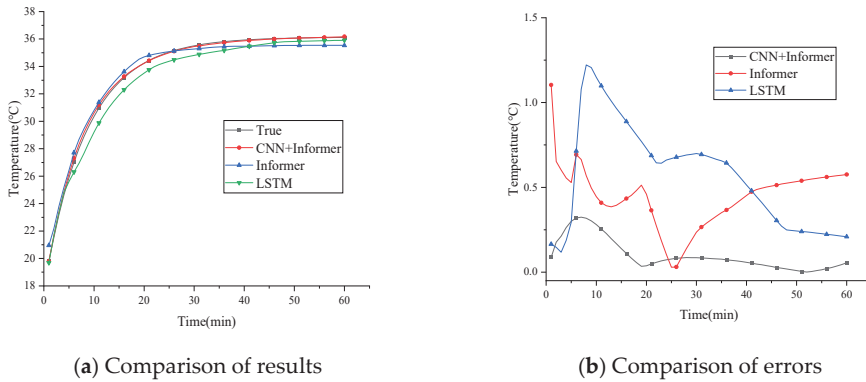 36
34
32
30
28
26
24
22
20
18
Temperature(℃)
True
CNN+Informer
Informer
LSTM
0 10 20 30 40 50 60
Time(min)
(a) Comparison of results
1.5
1.0
0.5
0.0
Temperature(℃)
CNN+Informer
Informer
LSTM
0 10 20 30 40 50 60
Time(min)
(b) Comparison of errors